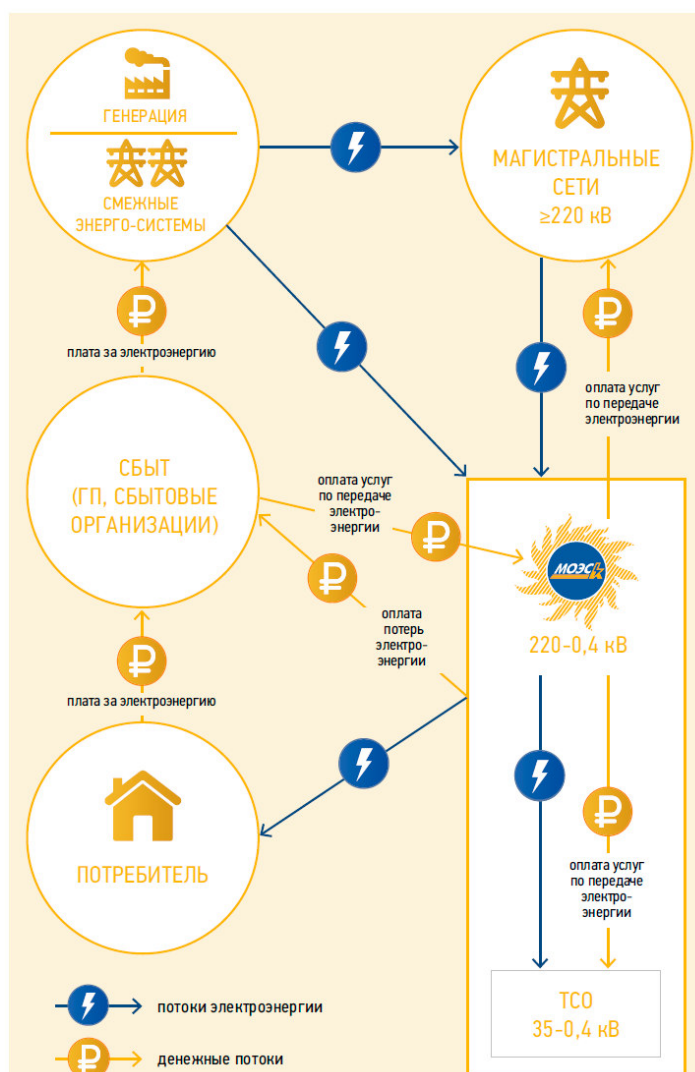 ГЕНЕРАЦИЯ
СМЕЖНЫЕ
ЭНЕРГО-СИСТЕМЫ
МАГИСТРАЛЬНЫЕ
СЕТИ
≥220 кВ
плата за электроэнергию
оплата услуг
по передаче
электроэнергии
СБЫТ
(ГП, СБЫТОВЫЕ
ОРГАНИЗАЦИИ)
оплата услуг
по передаче
электро-
энергии
МОЭСК
220-0,4 кВ
оплата
потерь
электро-
энергии
плата за электроэнергию
ПОТРЕБИТЕЛЬ
оплата услуг
по передаче
электро-
энергии
ТСО
35-0,4 кВ
потоки электроэнергии
денежные потоки